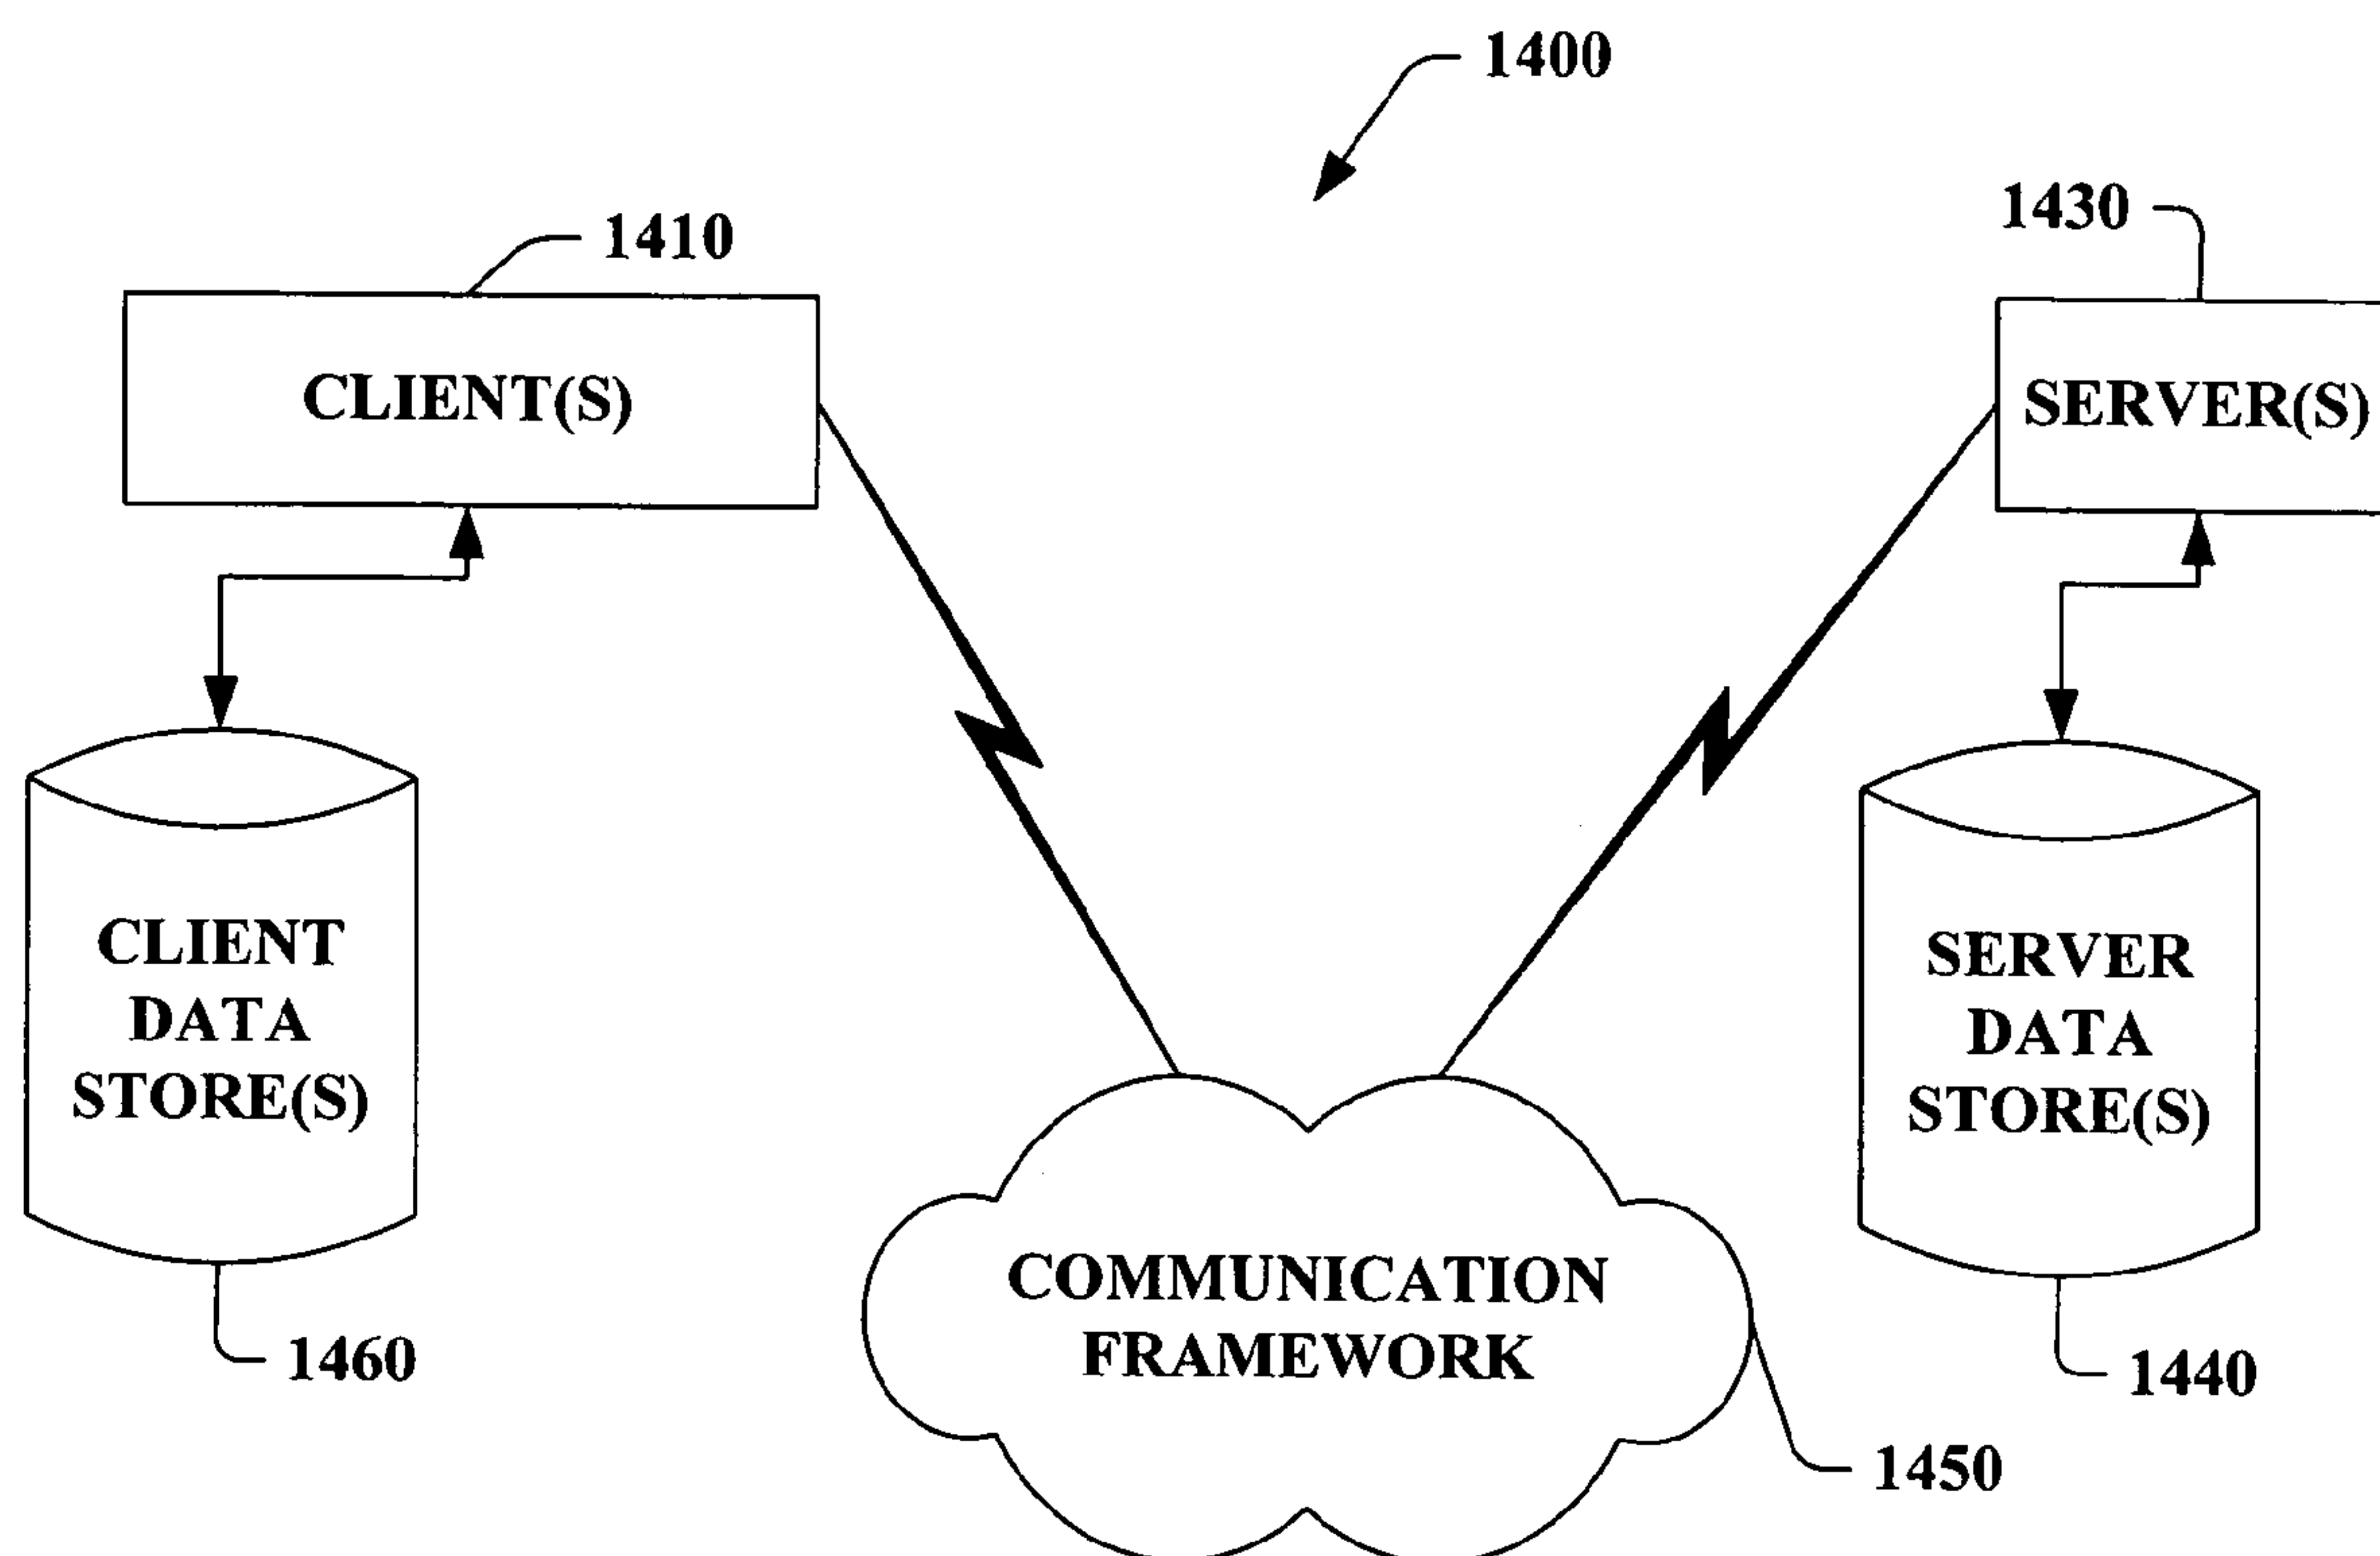 1400
1410
1430
CLIENT(S)
SERVER(S)
CLIENT
DATA
STORE(S)
SERVER
DATA
STORE(S)
COMMUNICATION
FRAMEWORK
1460
1440
1450